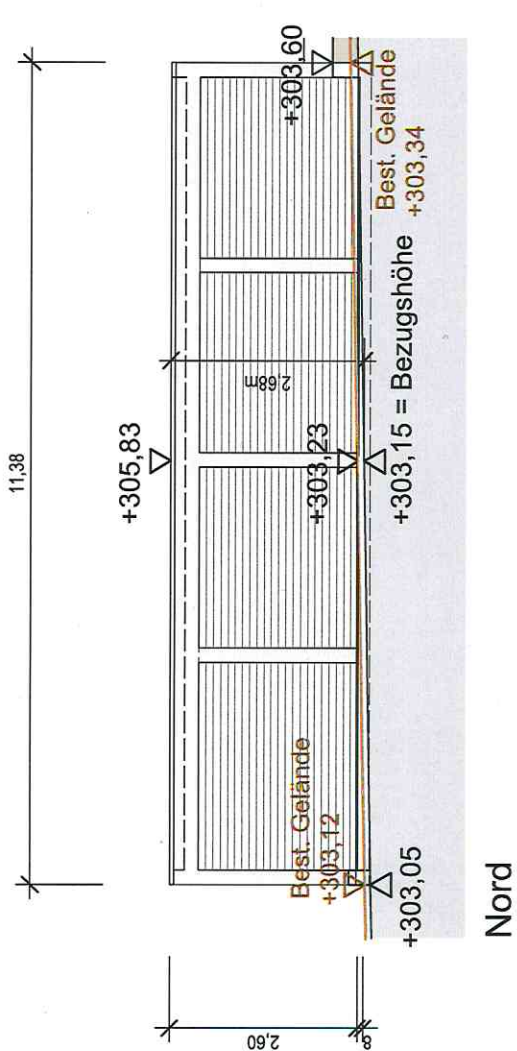 11,38
+305,83
+303,60
2,68m
2,60
8
+303,23
Best. Gelände
+303,12
Best. Gelände
+303,34
+303,15 = Bezugshöhe
+303,05
Nord